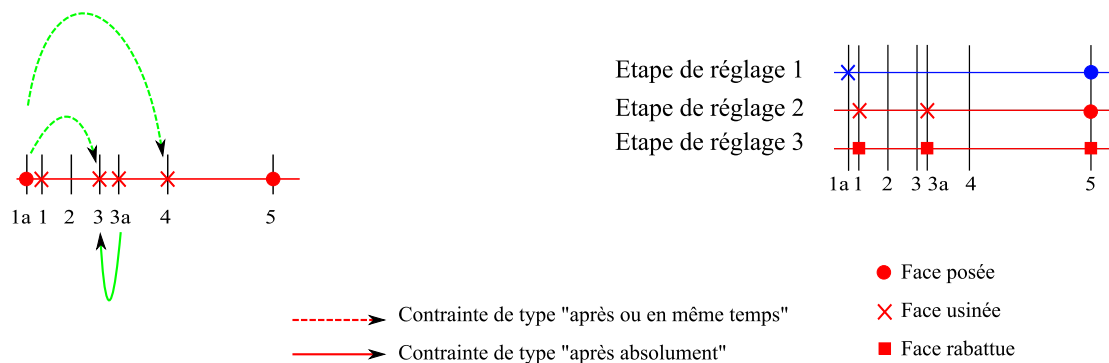 1a 1 2 3 3a 4 5
Etape de réglage 1
Etape de réglage 2
Etape de réglage 3
1a 1 2 3 3a 4 5
Contrainte de type "après ou en même temps"
Contrainte de type "après absolument"
Face posée
Face usinée
Face rabattue